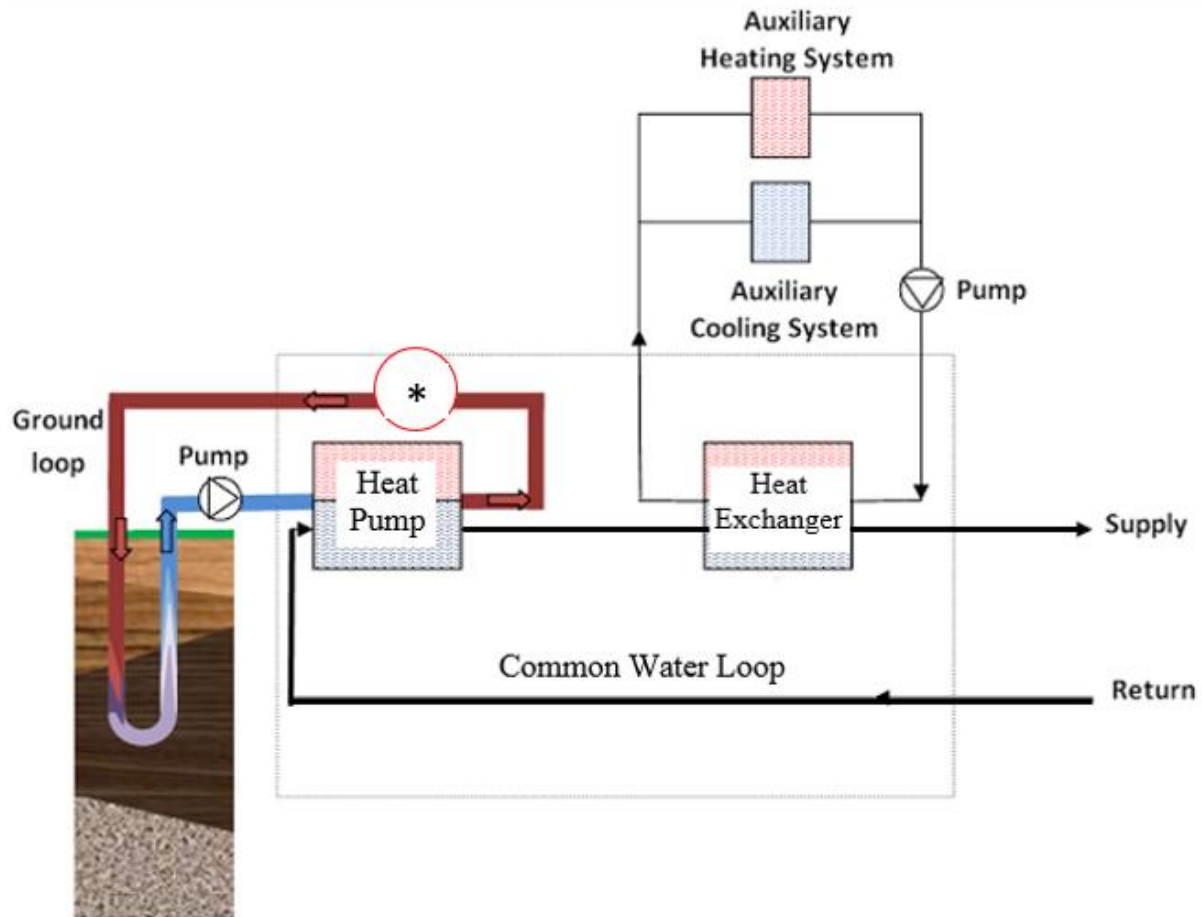 Auxiliary
Heating System
Auxiliary
Cooling System
Pump
*
Ground
loop
Pump
Heat
Pump
Heat
Exchanger
Supply
Common Water Loop
Return